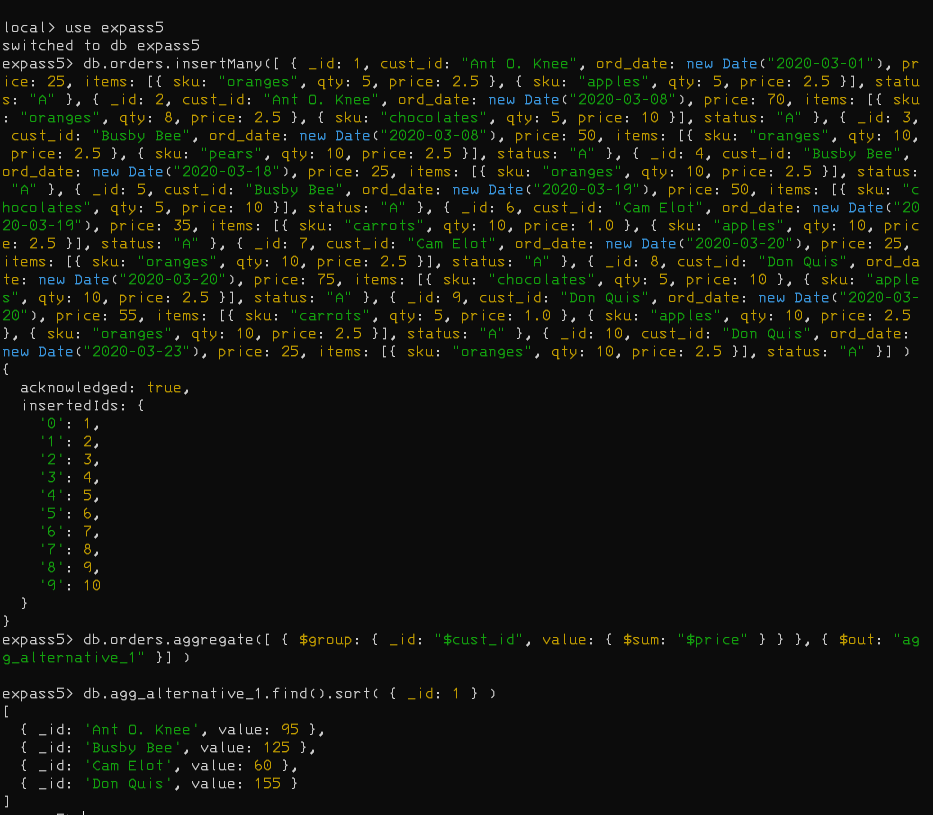 local> use expass5
switched to db expass5
expass5> db.orders.insertMany([ { _id: 1, cust_id: "Ant O. Knee", ord_date: new Date("2020-03-01"), pr
ice: 25, items: [{ sku: "oranges", qty: 5, price: 2.5 }, { sku: "apples", qty: 5, price: 2.5 }], statu
s: "A" }, { _id: 2, cust_id: "Ant O. Knee", ord_date: new Date("2020-03-08"), price: 70, items: [{ sku
: "oranges", qty: 8, price: 2.5 }, { sku: "chocolates", qty: 5, price: 10 }], status: "A" }, { _id: 3,
 cust_id: "Busby Bee", ord_date: new Date("2020-03-08"), price: 50, items: [{ sku: "oranges", qty: 10,
 price: 2.5 }, { sku: "pears", qty: 10, price: 2.5 }], status: "A" }, { _id: 4, cust_id: "Busby Bee",
ord_date: new Date("2020-03-18"), price: 25, items: [{ sku: "oranges", qty: 10, price: 2.5 }], status:
 "A" }, { _id: 5, cust_id: "Busby Bee", ord_date: new Date("2020-03-19"), price: 50, items: [{ sku: "c
hocolates", qty: 5, price: 10 }], status: "A" }, { _id: 6, cust_id: "Cam Elot", ord_date: new Date("20
20-03-19"), price: 35, items: [{ sku: "carrots", qty: 10, price: 1.0 }, { sku: "apples", qty: 10, pric
e: 2.5 }], status: "A" }, { _id: 7, cust_id: "Cam Elot", ord_date: new Date("2020-03-20"), price: 25,
items: [{ sku: "oranges", qty: 10, price: 2.5 }], status: "A" }, { _id: 8, cust_id: "Don Quis", ord_da
te: new Date("2020-03-20"), price: 75, items: [{ sku: "chocolates", qty: 5, price: 10 }, { sku: "apple
s", qty: 10, price: 2.5 }], status: "A" }, { _id: 9, cust_id: "Don Quis", ord_date: new Date("2020-03-
20"), price: 55, items: [{ sku: "carrots", qty: 5, price: 1.0 }, { sku: "apples", qty: 10, price: 2.5
}, { sku: "oranges", qty: 10, price: 2.5 }], status: "A" }, { _id: 10, cust_id: "Don Quis", ord_date:
new Date("2020-03-23"), price: 25, items: [{ sku: "oranges", qty: 10, price: 2.5 }], status: "A" }] )
{
  acknowledged: true,
  insertedIds: {
    '0': 1,
    '1': 2,
    '2': 3,
    '3': 4,
    '4': 5,
    '5': 6,
    '6': 7,
    '7': 8,
    '8': 9,
    '9': 10
  }
}
expass5> db.orders.aggregate([ { $group: { _id: "$cust_id", value: { $sum: "$price" } } }, { $out: "ag
g_alternative_1" }] )

expass5> db.agg_alternative_1.find().sort( { _id: 1 } )
[
  { _id: 'Ant O. Knee', value: 95 },
  { _id: 'Busby Bee', value: 125 },
  { _id: 'Cam Elot', value: 60 },
  { _id: 'Don Quis', value: 155 }
]